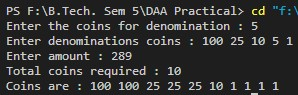 PS F:\B.Tech. Sem 5\DAA Practical> cd "f:\
Enter the coins for denomination : 5
Enter denominations coins : 100 25 10 5 1
Enter amount : 289
Total coins required : 10
Coins are : 100 100 25 25 25 10 1 1 1 1